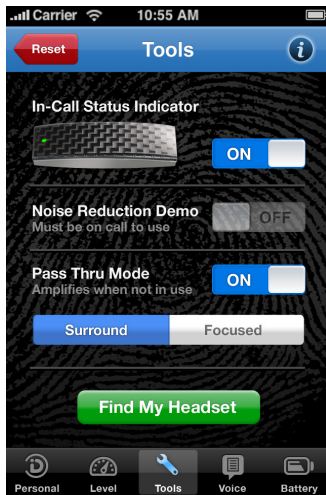 Carrier 10:55 AM
Reset Tools i
In-Call Status Indicator
ON
Noise Reduction Demo
Must be on call to use
OFF
Pass Thru Mode
Amplifies when not in use
ON
Surround Focused
Find My Headset
Personal Level Tools Voice Battery